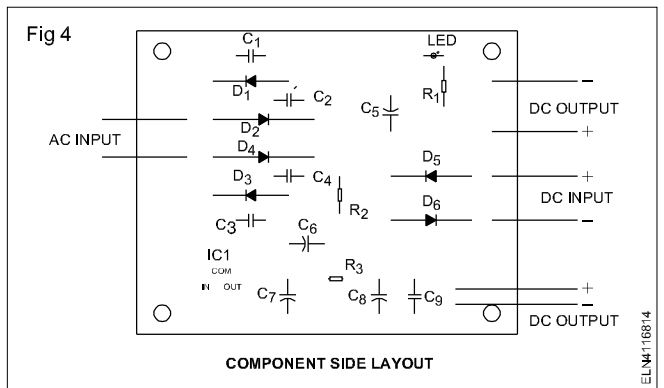 Fig 4
C1
LED
D1
C2
C5
R1
−
DC OUTPUT
+
AC INPUT
D2
D4
D3
C4
R2
D5
D6
+
DC INPUT
−
C3
C6
IC1
COM
IN OUT
R3
C7
C8
C9
+
−
DC OUTPUT
COMPONENT SIDE LAYOUT
ELN4116814